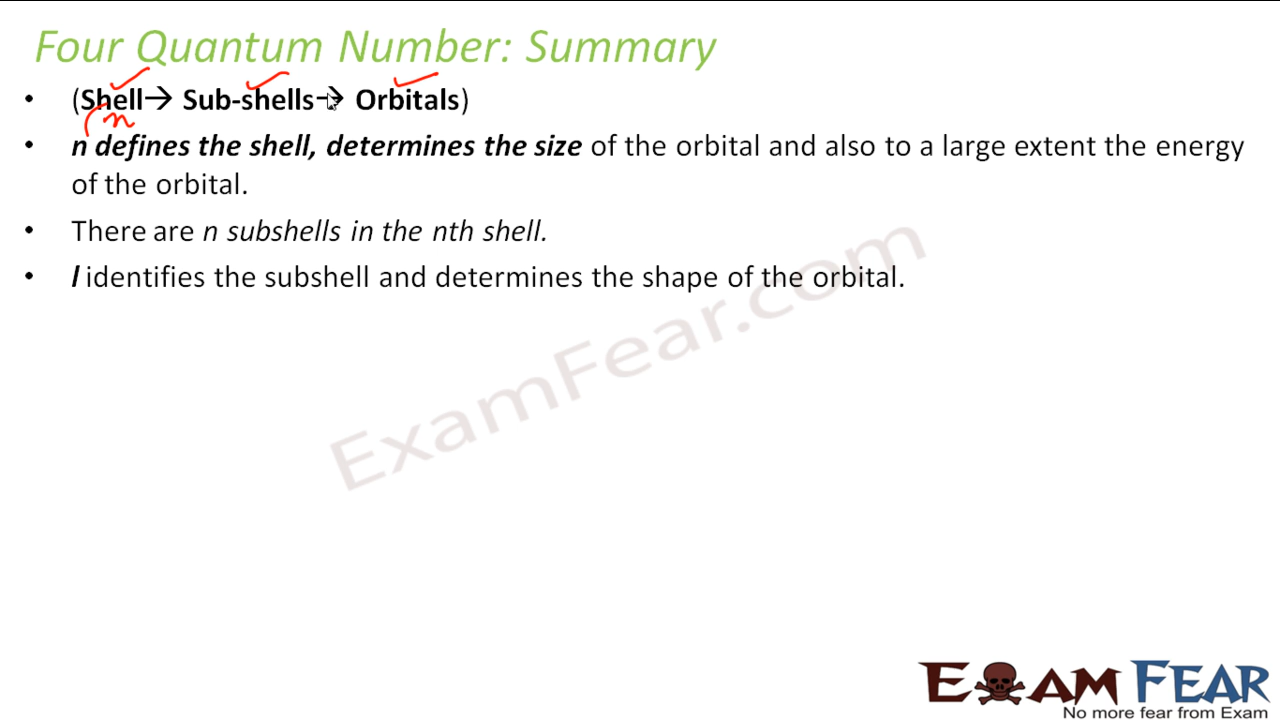 Four Quantum Number: Summary
• (Shell→ Sub-shells→ Orbitals)
n
• n defines the shell, determines the size of the orbital and also to a large extent the energy
of the orbital.
• There are n subshells in the nth shell.
• l identifies the subshell and determines the shape of the orbital.
ExamFear.com
EXAM FEAR
No more fear from Exam